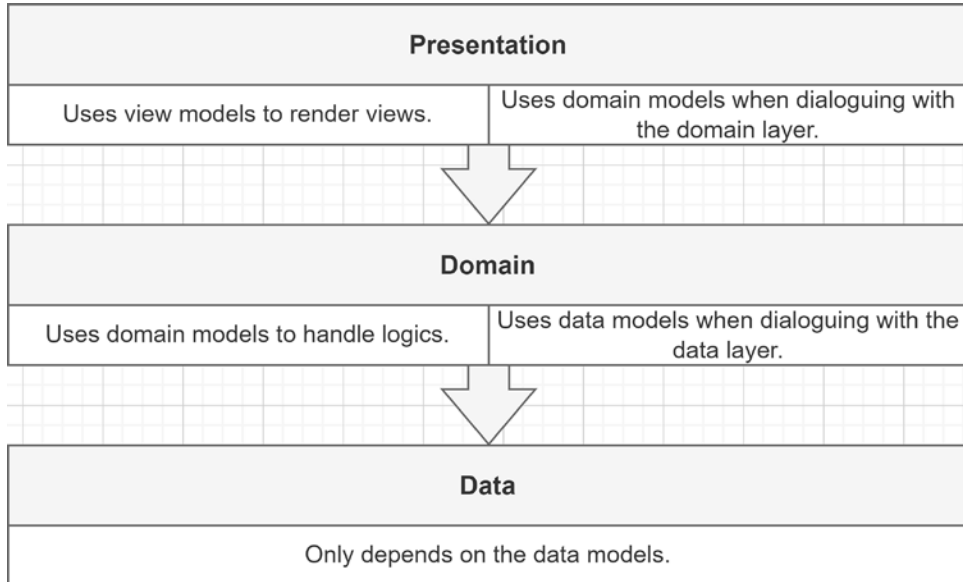 Presentation
Uses view models to render views.
Uses domain models when dialoguing with
the domain layer.
Domain
Uses domain models to handle logics.
Uses data models when dialoguing with the
data layer.
Data
Only depends on the data models.